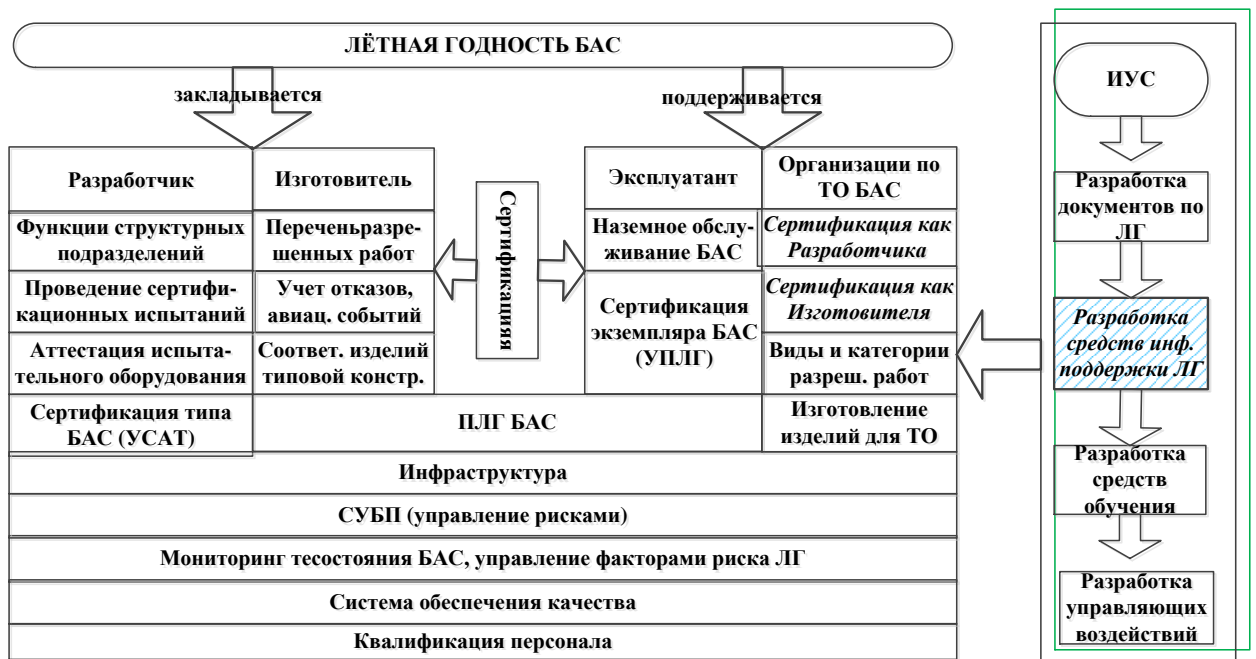 ЛЁТНАЯ ГОДНОСТЬ БАС
закладывается
поддерживается
Разработчик
Изготовитель
Функции структурных
подразделений
Переченьразре-
шенных работ
Проведение сертифи-
кационных испытаний
Учет отказов,
авиац. событий
Аттестация испыта-
тельного оборудования
Соответ. изделий
типовой констр.
Сертификация типа
БАС (УСАТ)
Сертификацияя
Эксплуатант
Организации по
ТО БАС
Наземное обслу-
живание БАС
Сертификация как
Разработчика
Сертификация
экземпляра БАС
(УПЛГ)
Сертификация как
Изготовителя
Виды и категории
разреш. работ
ПЛГ БАС
Изготовление
изделий для ТО
Инфраструктура
СУБП (управление рисками)
Мониторинг тесостояния БАС, управление факторами риска ЛГ
Система обеспечения качества
Квалификация персонала
ИУС
Разработка
документов по
ЛГ
Разработка
средств инф.
поддержки ЛГ
Разработка
средств
обучения
Разработка
управляющих
воздействий